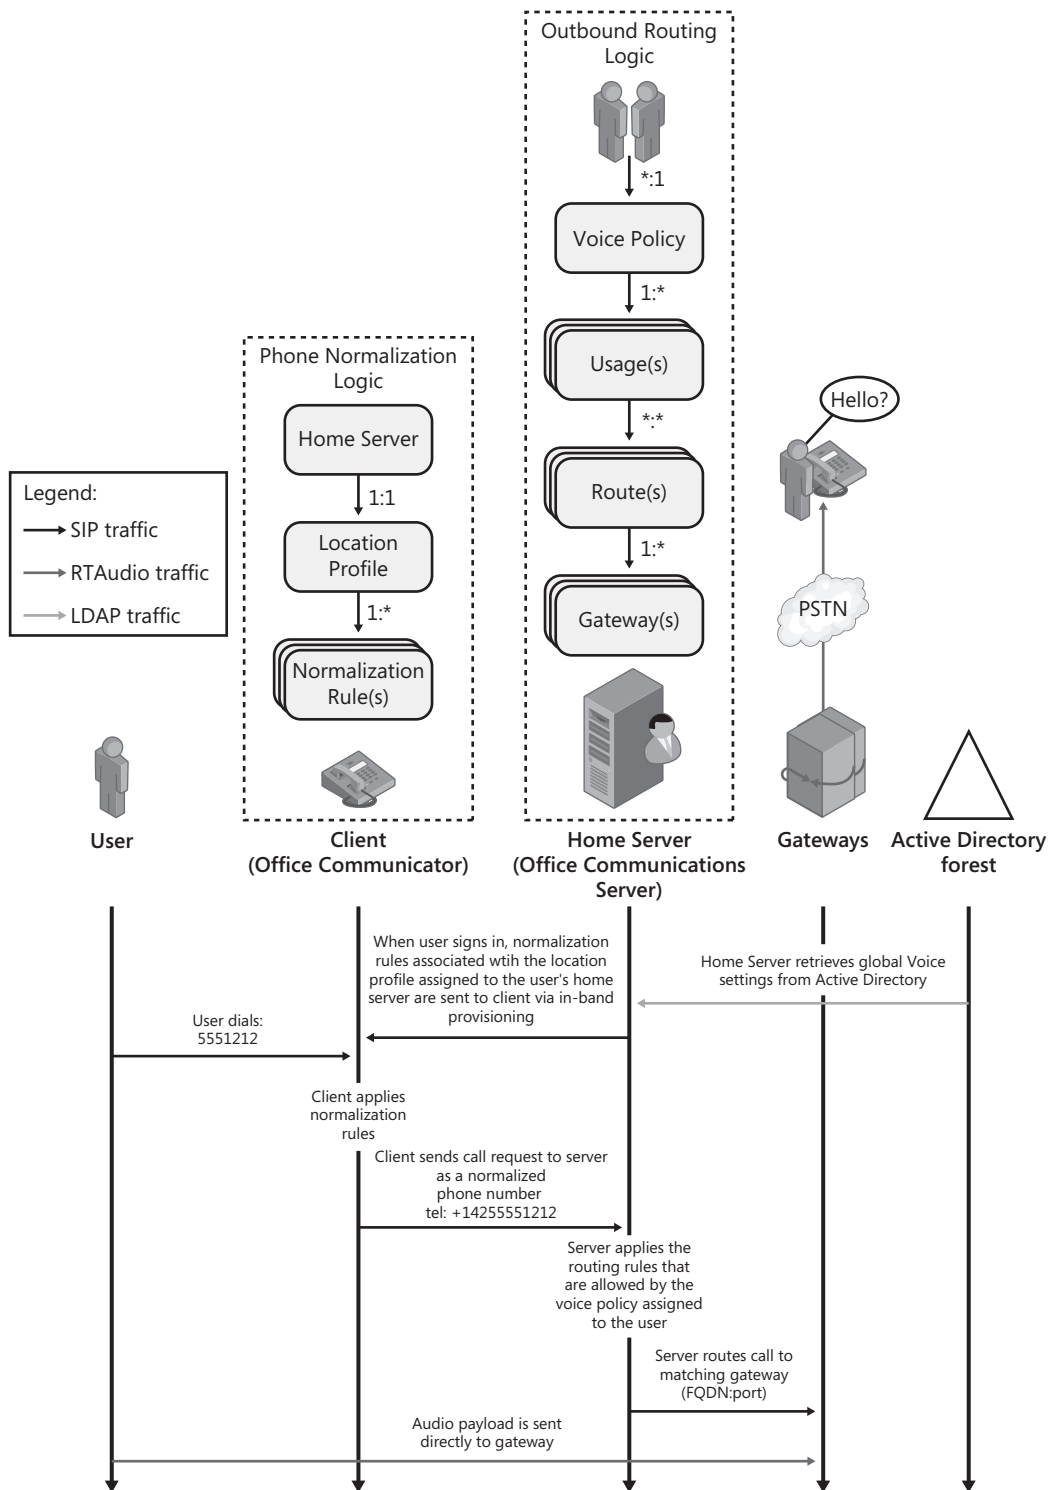 Outbound Routing
Logic
*:1
Voice Policy
1:*
Usage(s)
*:*
Route(s)
1:*
Gateway(s)
Phone Normalization
Logic
Home Server
1:1
Location
Profile
1:*
Normalization
Rule(s)
Legend:
SIP traffic
RTAudio traffic
LDAP traffic
Hello?
PSTN
User
Client
(Office Communicator)
Home Server
(Office Communications
Server)
Gateways
Active Directory
forest
When user signs in, normalization
rules associated wtih the location
profile assigned to the user's home
server are sent to client via in-band
provisioning
Home Server retrieves global Voice
settings from Active Directory
User dials:
5551212
Client applies
normalization
rules
Client sends call request to server
as a normalized
phone number
tel: +14255551212
Server applies the
routing rules that
are allowed by the
voice policy assigned
to the user
Server routes call to
matching gateway
(FQDN:port)
Audio payload is sent
directly to gateway